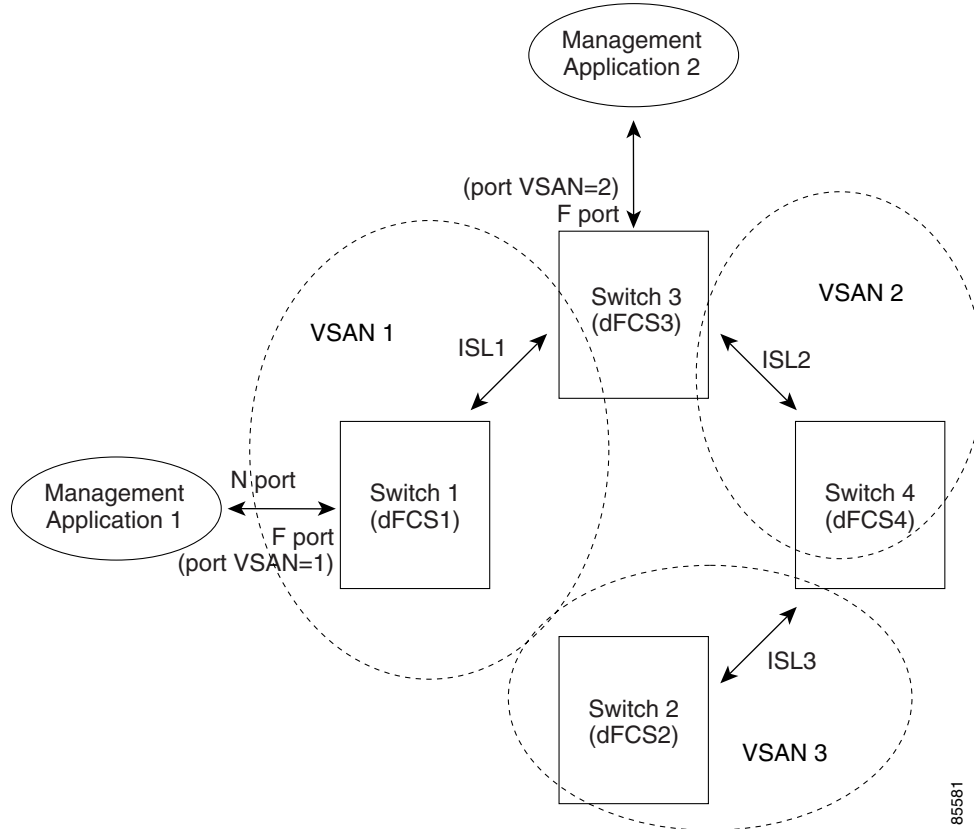 Management
Application 2
(port VSAN=2)
F port
Switch 3
(dFCS3)
VSAN 2
VSAN 1
ISL1
ISL2
Management
Application 1
N port
F port
(port VSAN=1)
Switch 1
(dFCS1)
Switch 4
(dFCS4)
ISL3
Switch 2
(dFCS2)
VSAN 3
85581